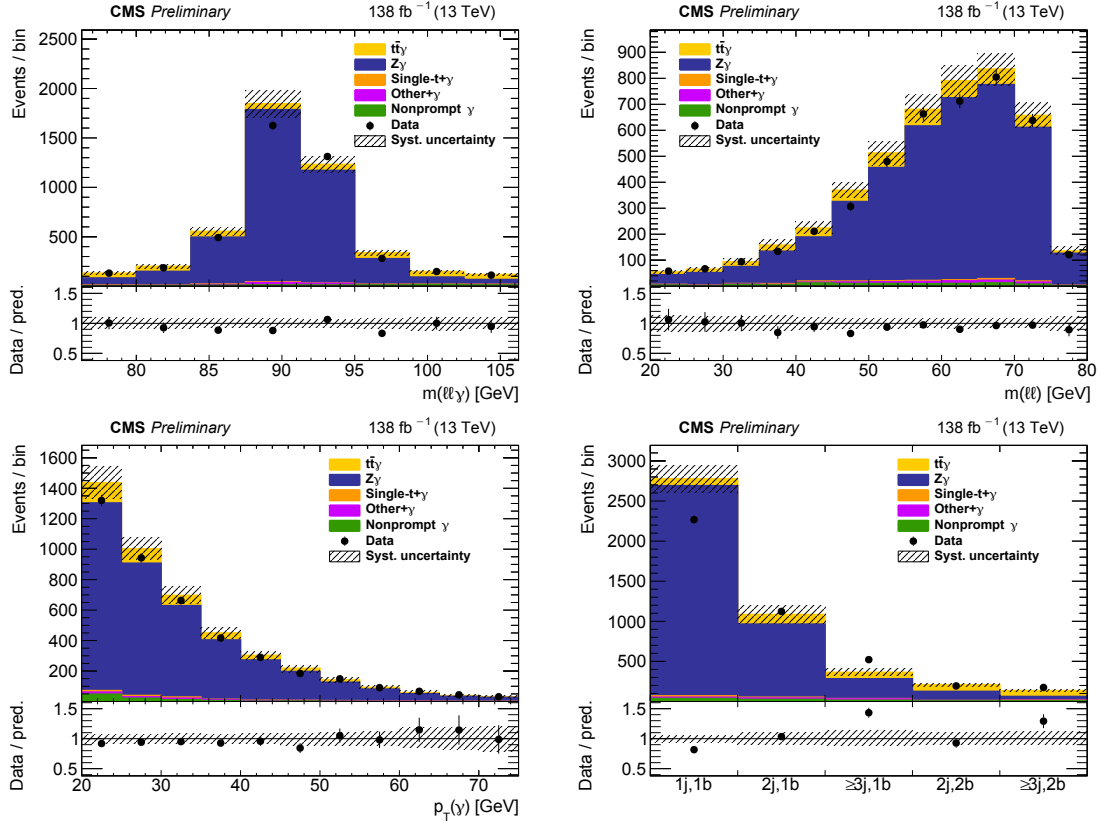 CMS Preliminary 138 fb⁻¹ (13 TeV)
Events / bin
2500
2000
1500
1000
500
tt̄γ
Zγ
Single-t+γ
Other+γ
Nonprompt γ
Data
Syst. uncertainty
Data / pred.
1.5
1
0.5
80 85 90 95 100 105
m(ℓℓγ) [GeV]
CMS Preliminary 138 fb⁻¹ (13 TeV)
Events / bin
900
800
700
600
500
400
300
200
100
tt̄γ
Zγ
Single-t+γ
Other+γ
Nonprompt γ
Data
Syst. uncertainty
Data / pred.
1.5
1
0.5
20 30 40 50 60 70 80
m(ℓℓ) [GeV]
CMS Preliminary 138 fb⁻¹ (13 TeV)
Events / bin
1600
1400
1200
1000
800
600
400
200
tt̄γ
Zγ
Single-t+γ
Other+γ
Nonprompt γ
Data
Syst. uncertainty
Data / pred.
1.5
1
0.5
20 30 40 50 60 70
p_T(γ) [GeV]
CMS Preliminary 138 fb⁻¹ (13 TeV)
Events / bin
3000
2500
2000
1500
1000
500
tt̄γ
Zγ
Single-t+γ
Other+γ
Nonprompt γ
Data
Syst. uncertainty
Data / pred.
1.5
1
0.5
1j,1b 2j,1b ≥3j,1b 2j,2b ≥3j,2b